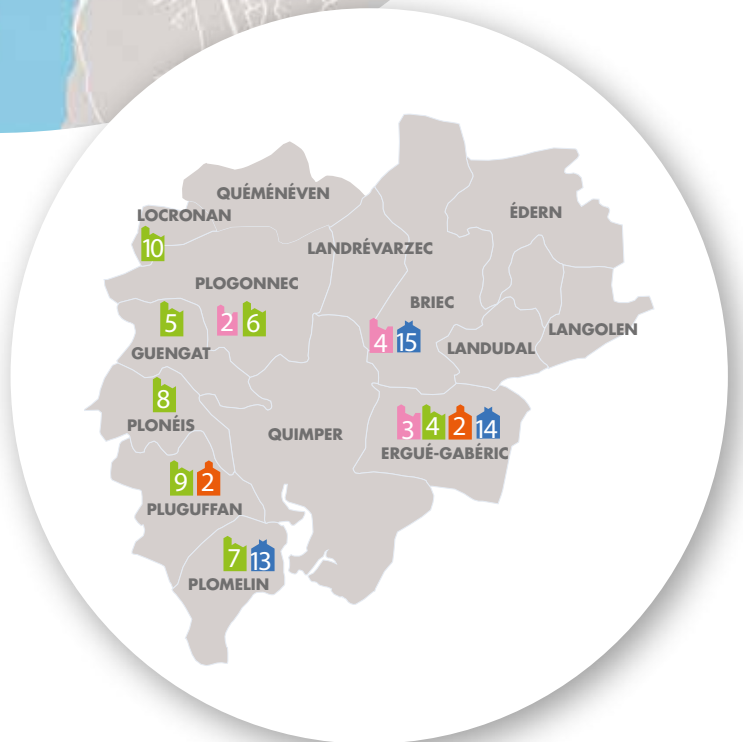 QUÉMÉNÉVEN
LOCRONAN
ÉDERN
10
LANDRÉVARZEC
PLOGONNEC
BRIEC
5
2 6
4 15
LANGOLEN
GUENGAT
LANDUDAL
8
PLONÉIS
QUIMPER
3 4 2 14
ERGUÉ-GABÉRIC
9 2
PLUGUFFAN
7 13
PLOMELIN